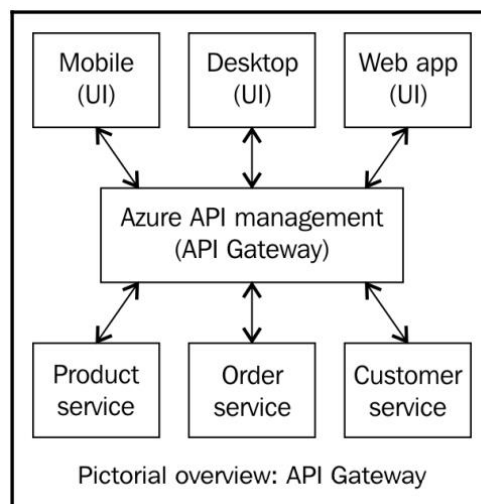 Mobile
(UI)
Desktop
(UI)
Web app
(UI)
Azure API management
(API Gateway)
Product
service
Order
service
Customer
service
Pictorial overview: API Gateway